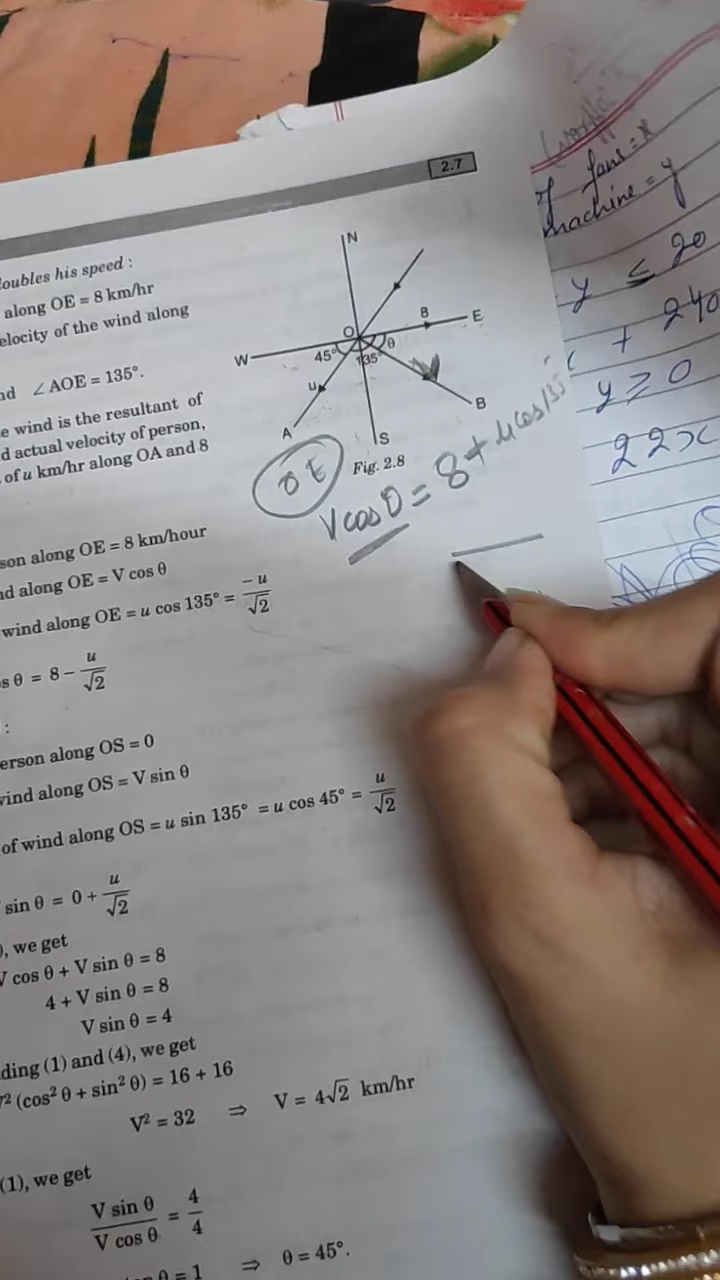 2.7
doubles his speed :
along OE = 8 km/hr
elocity of the wind along
nd ∠AOE = 135°.
e wind is the resultant of
d actual velocity of person,
of u km/hr along OA and 8
N
8
E
O
θ
W
45°
135°
u
B
A
S
Fig. 2.8
OE
V cos θ = 8 + u cos 135
son along OE = 8 km/hour
nd along OE = V cos θ
wind along OE = u cos 135° = −u/√2
s θ = 8 − u/√2
:
erson along OS = 0
vind along OS = V sin θ
of wind along OS = u sin 135° = u cos 45° = u/√2
sin θ = 0 + u/√2
), we get
V cos θ + V sin θ = 8
4 + V sin θ = 8
V sin θ = 4
ding (1) and (4), we get
V² (cos² θ + sin² θ) = 16 + 16
V² = 32 ⇒ V = 4√2 km/hr
(1), we get
V sin θ / V cos θ = 4/4
tan θ = 1 ⇒ θ = 45°.
fans = x
machine = y
y ≤ 20
+ 240
y ≥ 0
22x